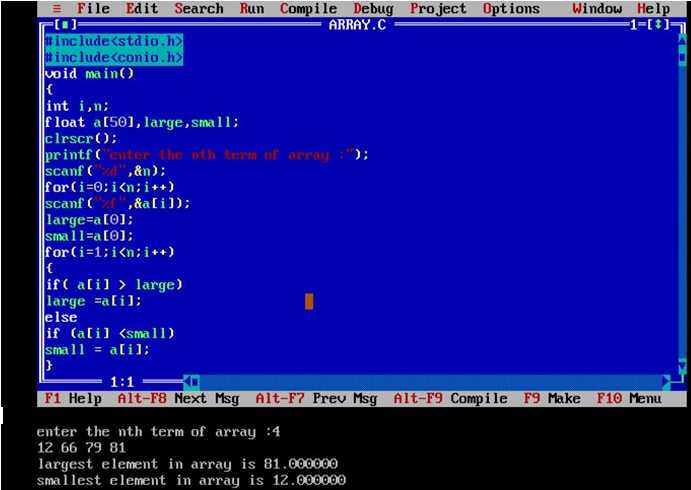 ≡ File Edit Search Run Compile Debug Project Options Window Help
[■] ARRAY.C 1=[↕]
#include<stdio.h>
#include<conio.h>
void main()
{
int i,n;
float a[50],large,small;
clrscr();
printf("enter the nth term of array :");
scanf("%d",&n);
for(i=0;i<n;i++)
scanf("%f",&a[i]);
large=a[0];
small=a[0];
for(i=1;i<n;i++)
{
if( a[i] > large)
large =a[i];
else
if (a[i] <small)
small = a[i];
}
1:1
F1 Help Alt-F8 Next Msg Alt-F7 Prev Msg Alt-F9 Compile F9 Make F10 Menu
enter the nth term of array :4
12 66 79 81
largest element in array is 81.000000
smallest element in array is 12.000000